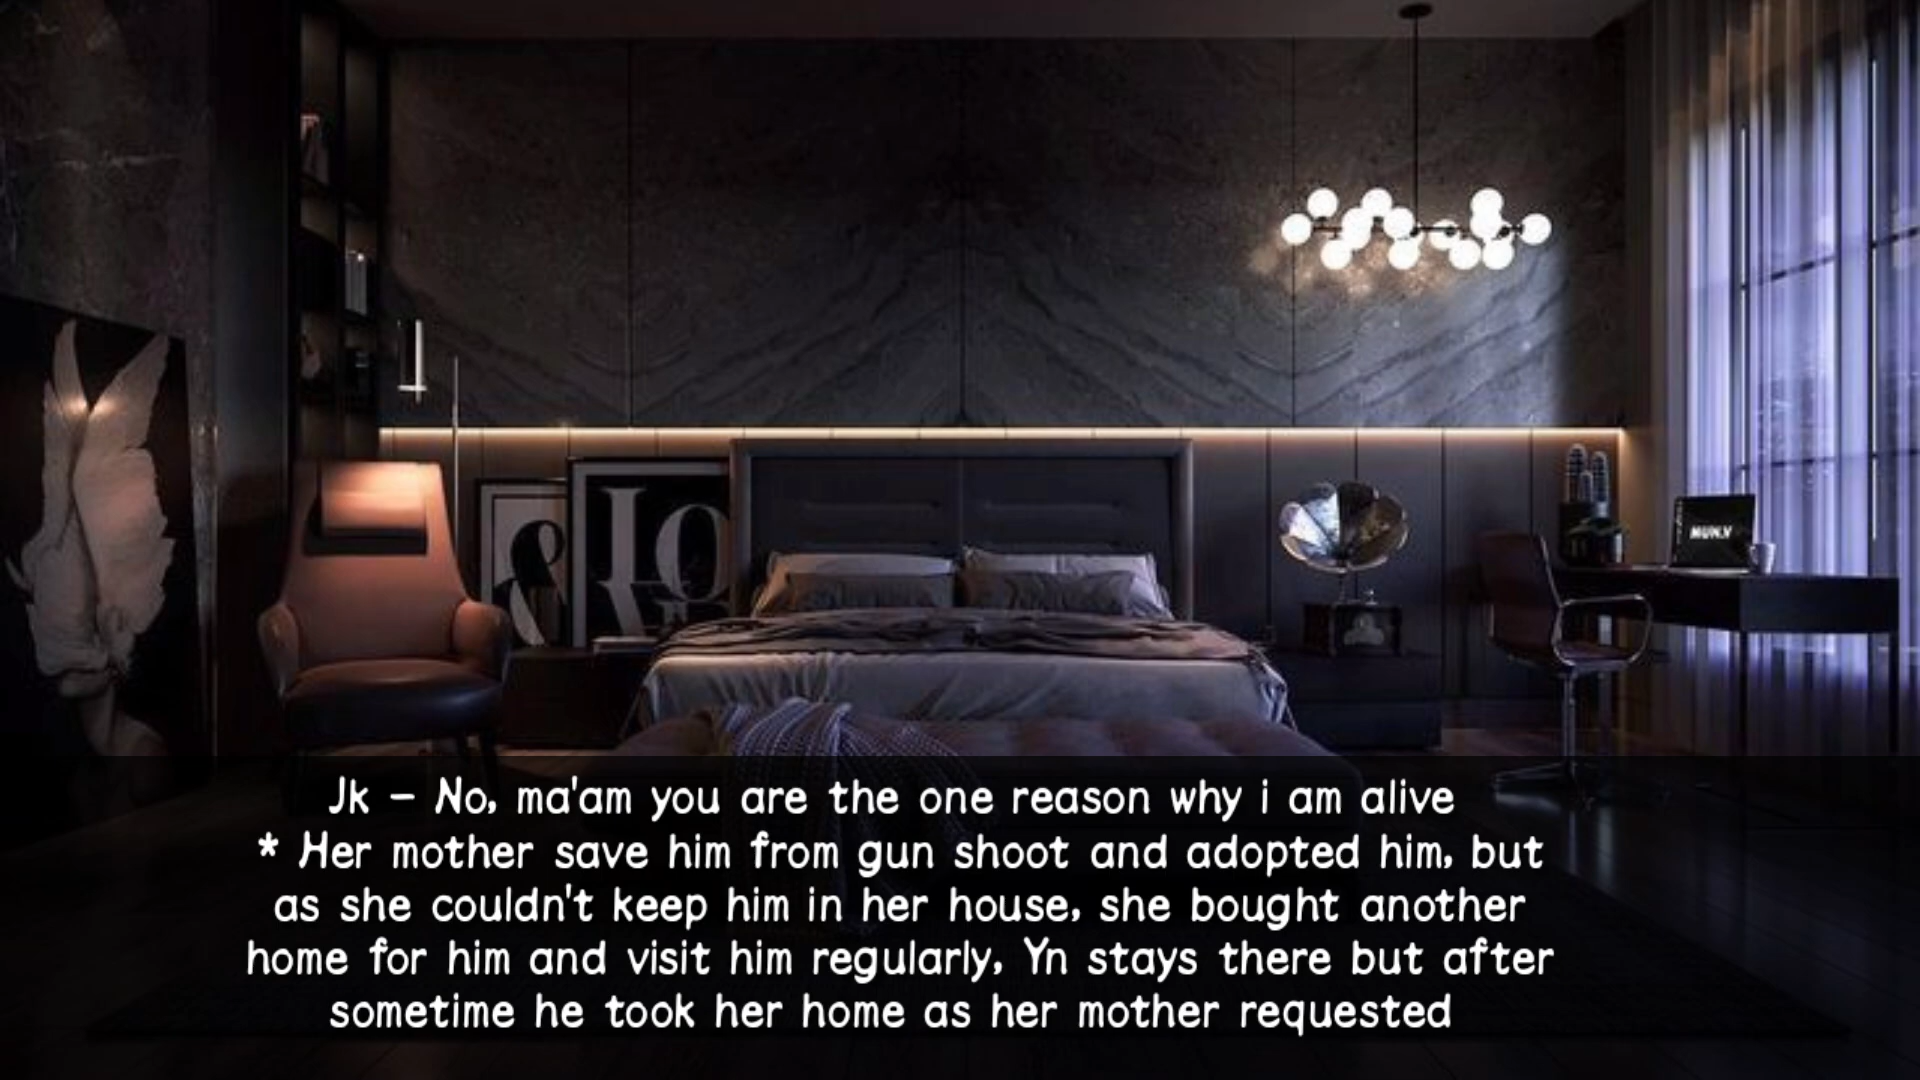 &
LO
MUN.V
Jk – No, ma'am you are the one reason why i am alive
* Her mother save him from gun shoot and adopted him, but
as she couldn't keep him in her house, she bought another
home for him and visit him regularly, Yn stays there but after
sometime he took her home as her mother requested